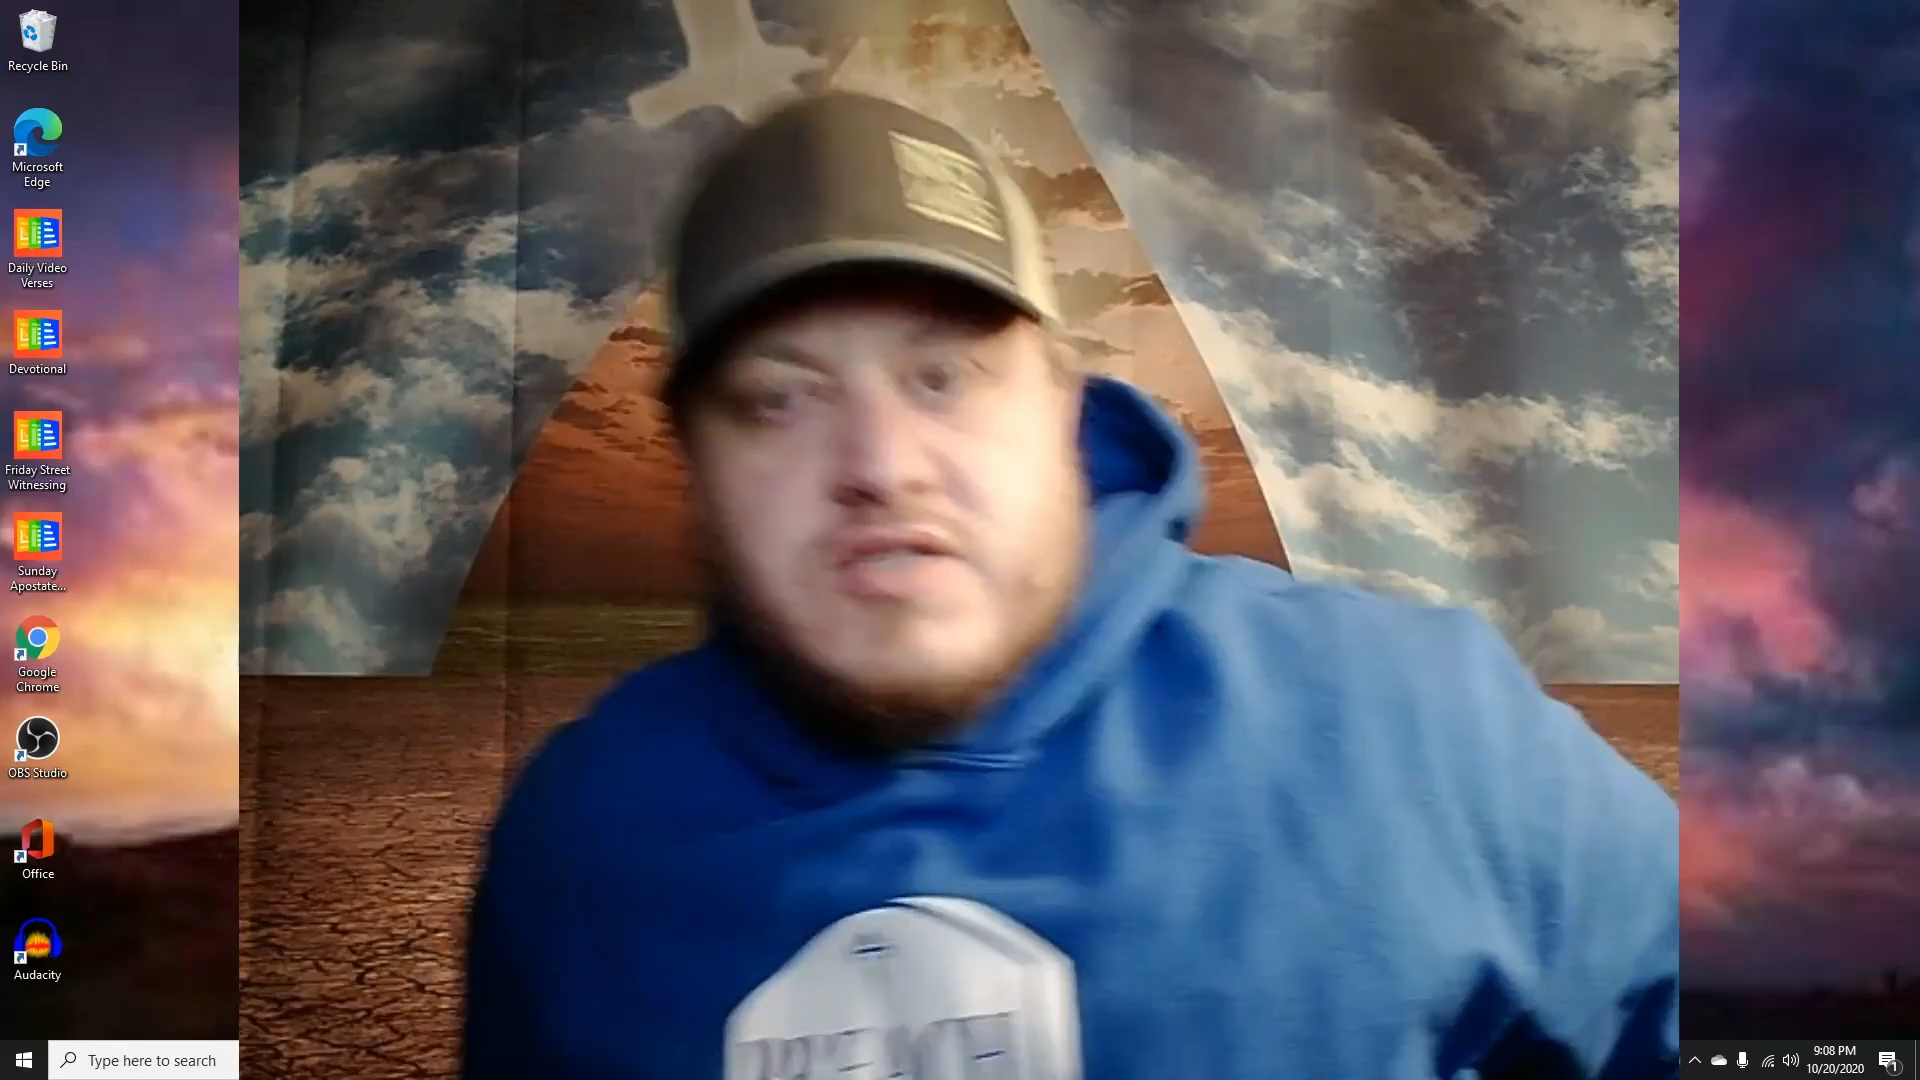 Recycle Bin
Microsoft
Edge
Daily Video
Verses
Devotional
Friday Street
Witnessing
Sunday
Apostate...
Google
Chrome
OBS Studio
Office
Audacity
Type here to search
9:08 PM
10/20/2020
1